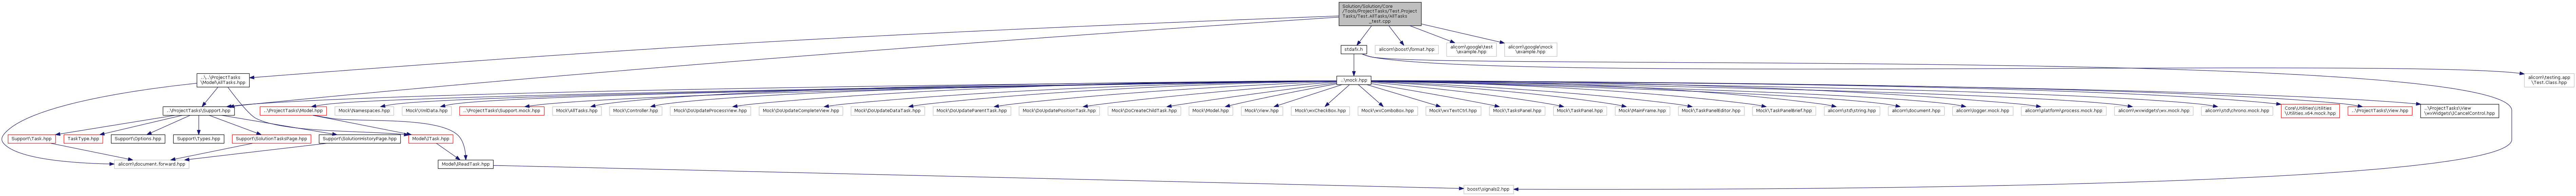 Solution/Solution/Core
/Tools/ProjectTasks/Test.Project
Tasks/Test.AllTasks/AllTasks
_test.cpp
stdafx.h
alicorn\boost\format.hpp
alicorn\google\test
\example.hpp
alicorn\google\mock
\example.hpp
..\..\ProjectTasks
\Model\AllTasks.hpp
..\mock.hpp
alicorn\testing.app
\Test.Class.hpp
..\ProjectTasks\Support.hpp
..\ProjectTasks\Model.hpp
Mock\Namespaces.hpp
Mock\XmlData.hpp
..\ProjectTasks\Support.mock.hpp
Mock\AllTasks.hpp
Mock\Controller.hpp
Mock\DoUpdateProcessView.hpp
Mock\DoUpdateCompleteView.hpp
Mock\DoUpdateDataTask.hpp
Mock\DoUpdateParentTask.hpp
Mock\DoUpdatePositionTask.hpp
Mock\DoCreateChildTask.hpp
Mock\Model.hpp
Mock\View.hpp
Mock\wxCheckBox.hpp
Mock\wxComboBox.hpp
Mock\wxTextCtrl.hpp
Mock\TasksPanel.hpp
Mock\TaskPanel.hpp
Mock\MainFrame.hpp
Mock\TaskPanelEditor.hpp
Mock\TaskPanelBrief.hpp
alicorn\std\string.hpp
alicorn\document.hpp
alicorn\logger.mock.hpp
alicorn\platform\process.mock.hpp
alicorn\wxwidgets\wx.mock.hpp
alicorn\std\chrono.mock.hpp
Core\Utilities\Utilities
\Utilities.x64.mock.hpp
..\ProjectTasks\View.hpp
..\ProjectTasks\View
\wxWidgets\ICancelControl.hpp
Support\Task.hpp
TaskType.hpp
Support\Options.hpp
Support\Types.hpp
Support\SolutionTasksPage.hpp
Support\SolutionHistoryPage.hpp
Model\ITask.hpp
alicorn\document.forward.hpp
Model\IReadTask.hpp
boost\signals2.hpp